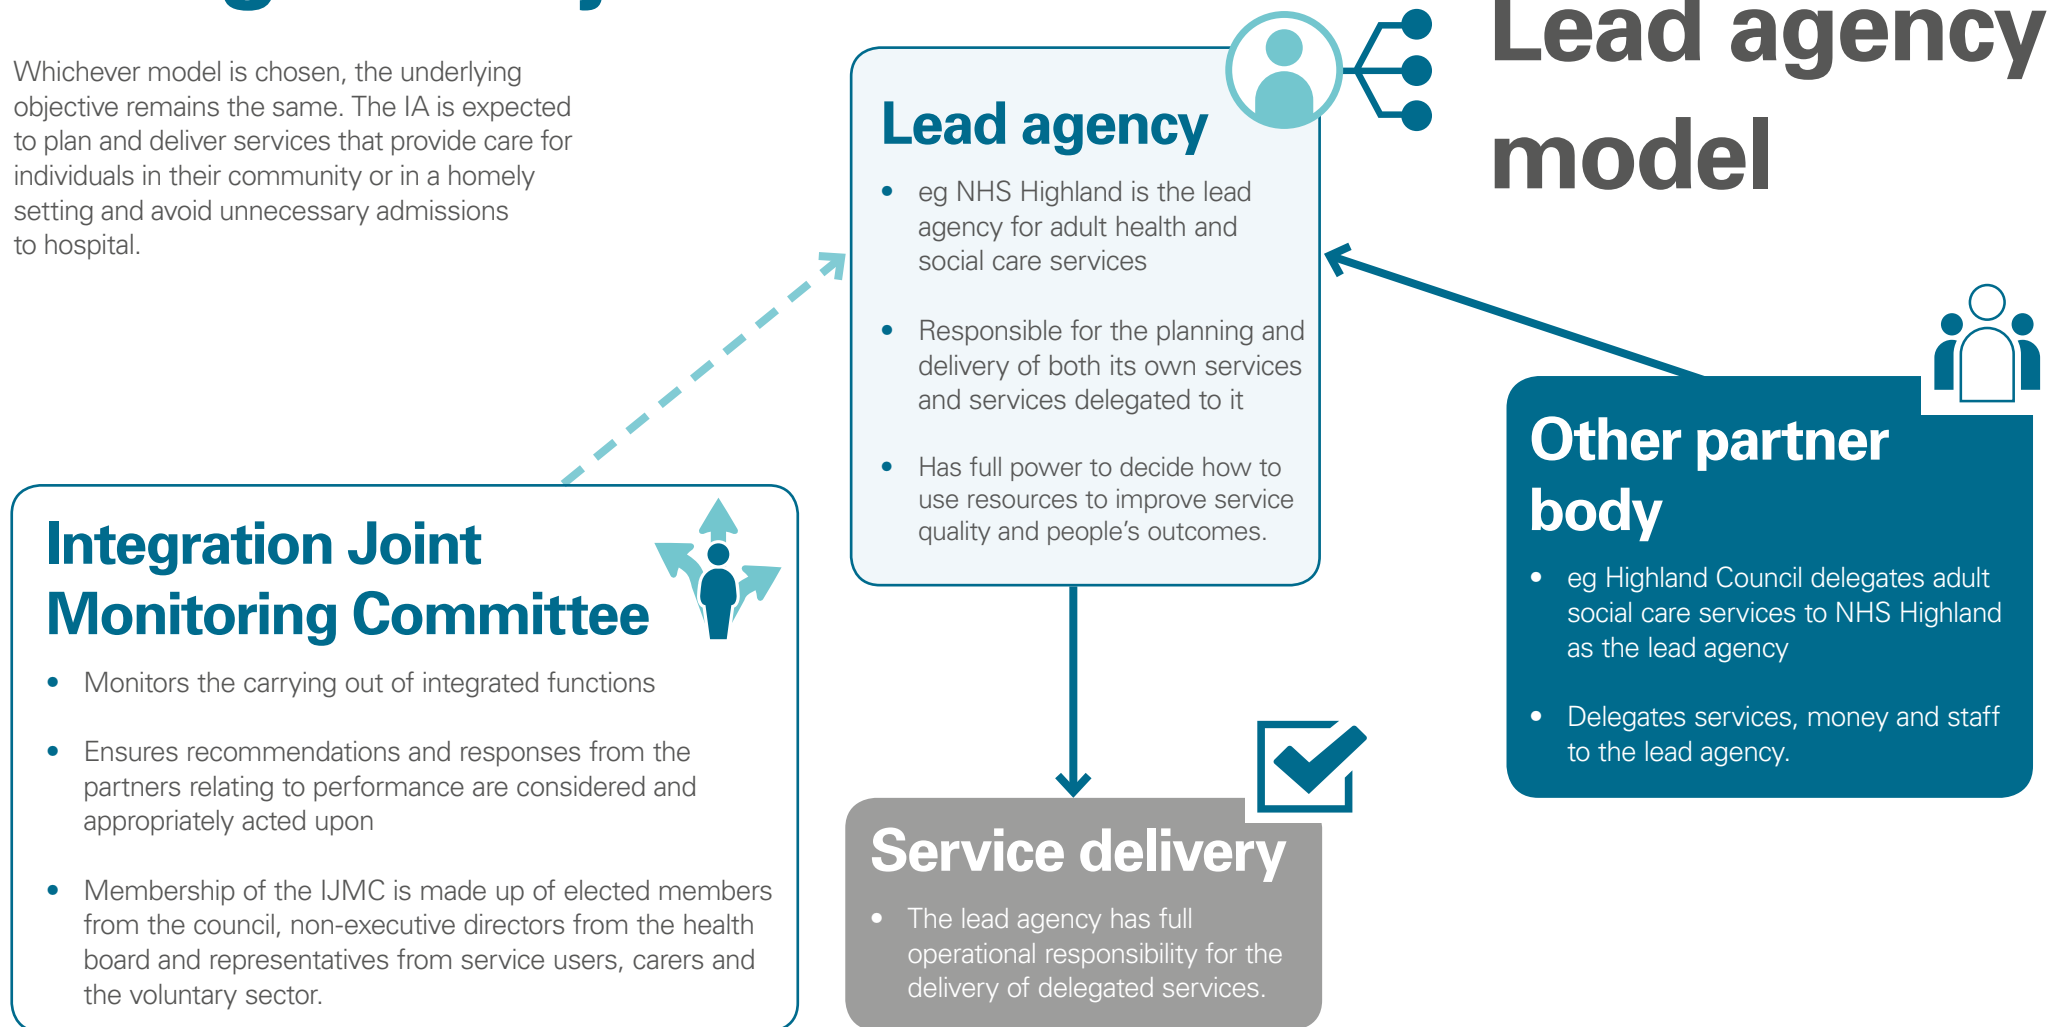 Lead agency
model
Whichever model is chosen, the underlying
objective remains the same. The IA is expected
to plan and deliver services that provide care for
individuals in their community or in a homely
setting and avoid unnecessary admissions
to hospital.
Lead agency
• eg NHS Highland is the lead
agency for adult health and
social care services
• Responsible for the planning and
delivery of both its own services
and services delegated to it
• Has full power to decide how to
use resources to improve service
quality and people’s outcomes.
Other partner
body
• eg Highland Council delegates adult
social care services to NHS Highland
as the lead agency
• Delegates services, money and staff
to the lead agency.
Integration Joint
Monitoring Committee
• Monitors the carrying out of integrated functions
• Ensures recommendations and responses from the
partners relating to performance are considered and
appropriately acted upon
• Membership of the IJMC is made up of elected members
from the council, non-executive directors from the health
board and representatives from service users, carers and
the voluntary sector.
Service delivery
• The lead agency has full
operational responsibility for the
delivery of delegated services.